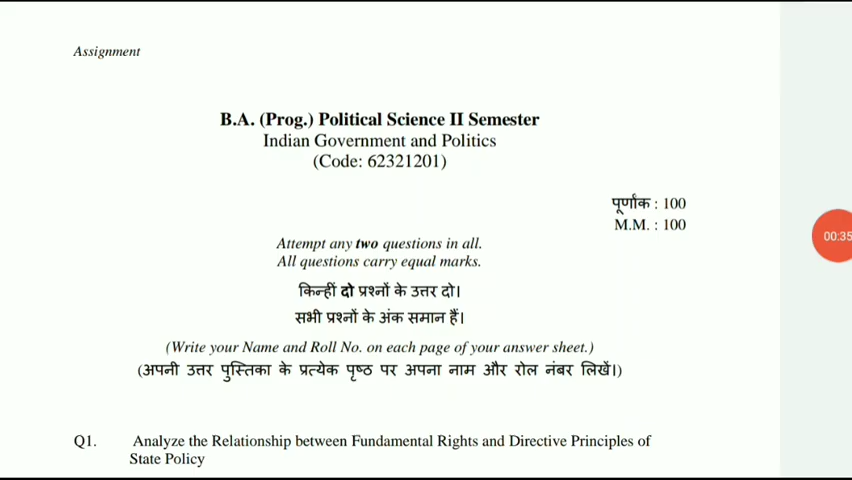 Assignment
B.A. (Prog.) Political Science II Semester
Indian Government and Politics
(Code: 62321201)
पूर्णांक : 100
M.M. : 100
Attempt any two questions in all.
All questions carry equal marks.
किन्हीं दो प्रश्नों के उत्तर दो।
सभी प्रश्नों के अंक समान हैं।
(Write your Name and Roll No. on each page of your answer sheet.)
(अपनी उत्तर पुस्तिका के प्रत्येक पृष्ठ पर अपना नाम और रोल नंबर लिखें।)
Q1. Analyze the Relationship between Fundamental Rights and Directive Principles of
State Policy
00:35